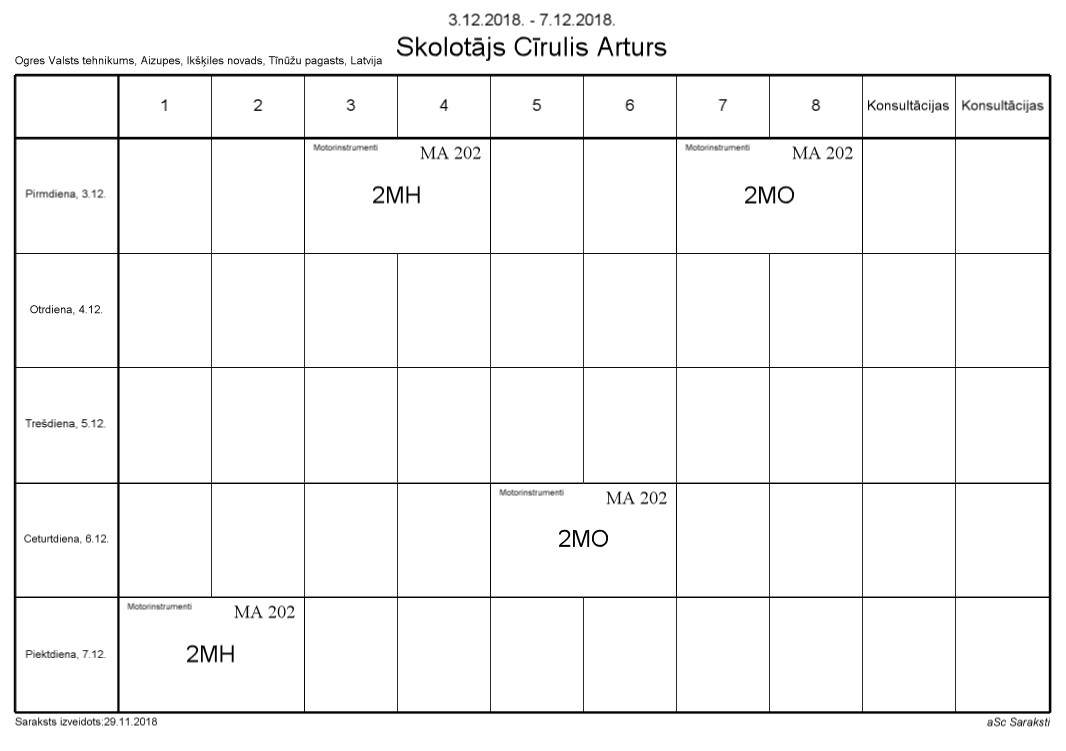 3.12.2018. - 7.12.2018.
Skolotājs Cīrulis Arturs
Ogres Valsts tehnikums, Aizupes, Ikšķiles novads, Tīnūžu pagasts, Latvija
1 2 3 4 5 6 7 8 Konsultācijas Konsultācijas
Motorinstrumenti MA 202 Motorinstrumenti MA 202
Pirmdiena, 3.12. 2MH 2MO
Otrdiena, 4.12.
Trešdiena, 5.12.
Motorinstrumenti MA 202
Ceturtdiena, 6.12. 2MO
Motorinstrumenti MA 202
Piektdiena, 7.12. 2MH
Saraksts izveidots:29.11.2018 aSc Saraksti